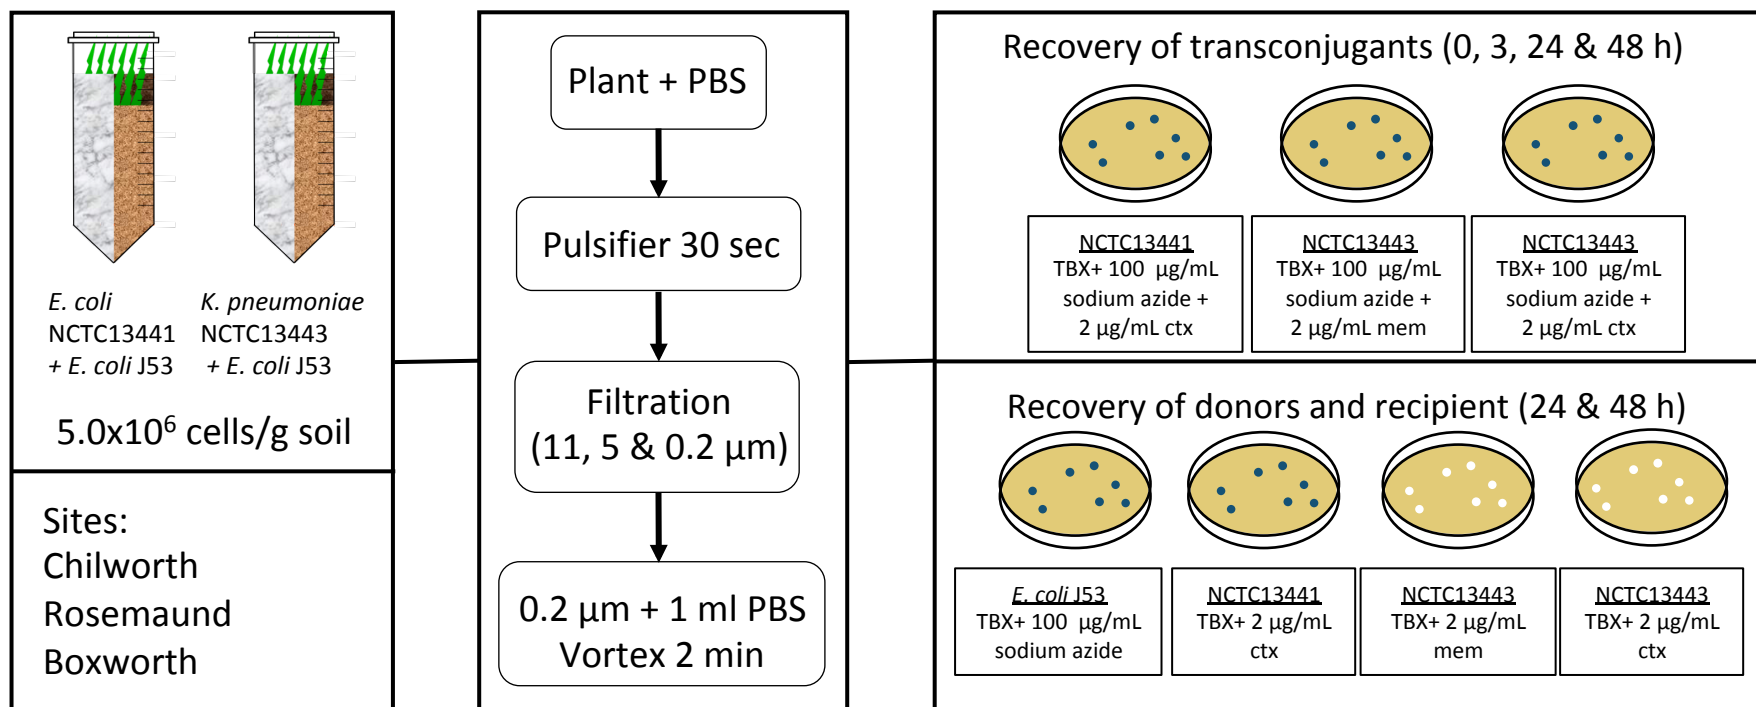 E. coli
NCTC13441
+ E. coli J53
K. pneumoniae
NCTC13443
+ E. coli J53
5.0x10⁶ cells/g soil
Sites:
Chilworth
Rosemaund
Boxworth
Plant + PBS
Pulsifier 30 sec
Filtration
(11, 5 & 0.2 µm)
0.2 µm + 1 ml PBS
Vortex 2 min
Recovery of transconjugants (0, 3, 24 & 48 h)
NCTC13441
TBX+ 100 µg/mL
sodium azide +
2 µg/mL ctx
NCTC13443
TBX+ 100 µg/mL
sodium azide +
2 µg/mL mem
NCTC13443
TBX+ 100 µg/mL
sodium azide +
2 µg/mL ctx
Recovery of donors and recipient (24 & 48 h)
E. coli J53
TBX+ 100 µg/mL
sodium azide
NCTC13441
TBX+ 2 µg/mL
ctx
NCTC13443
TBX+ 2 µg/mL
mem
NCTC13443
TBX+ 2 µg/mL
ctx